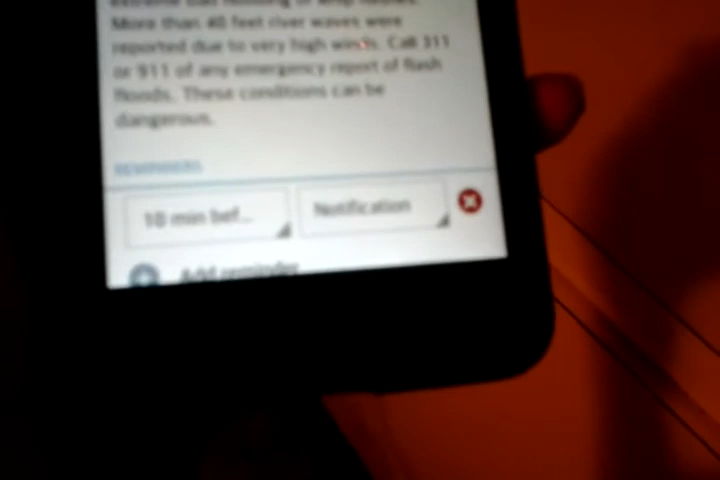 More than 40 feet river waves were
reported due to very high winds. Call 311
or 911 of any emergency report of flash
floods. These conditions can be
dangerous.
REMINDERS
10 min bef...
Notification
Add reminder